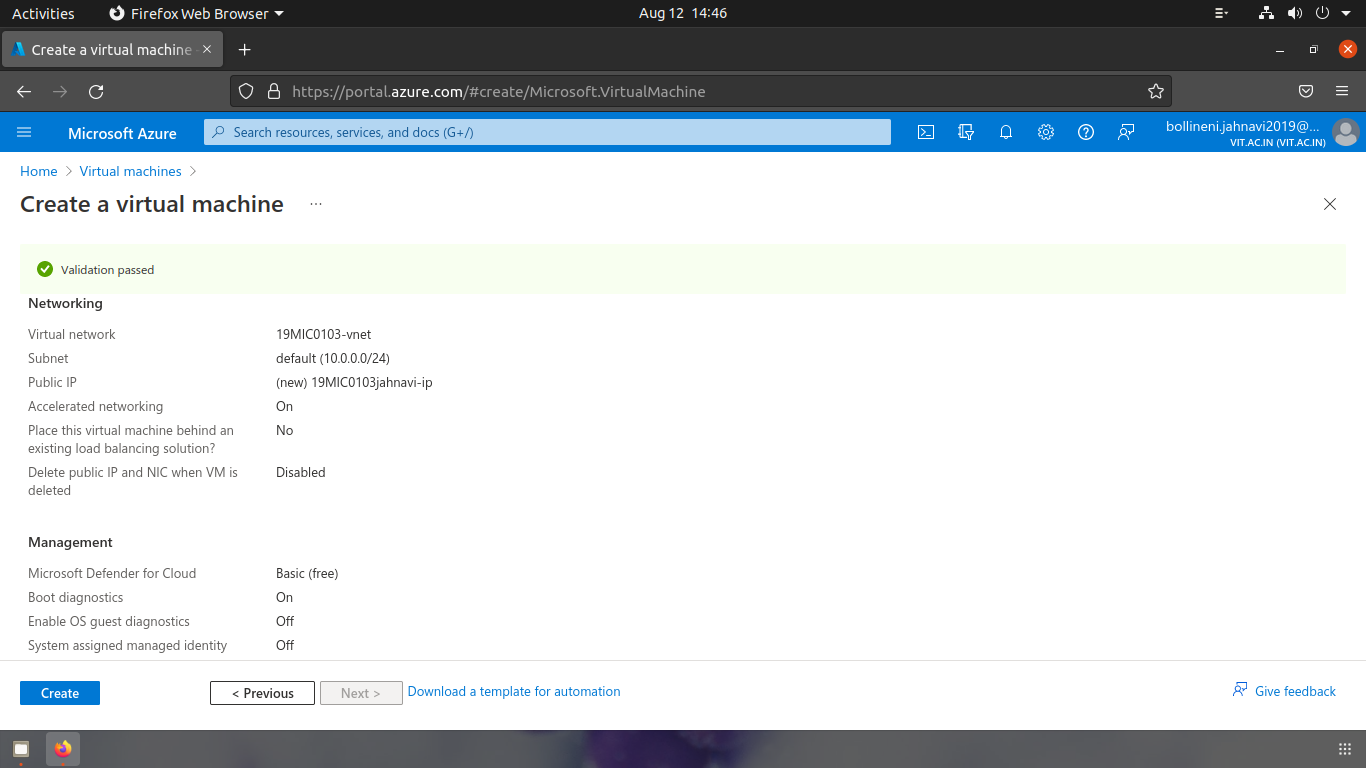 Activities Firefox Web Browser Aug 12 14:46
Create a virtual machine
https://portal.azure.com/#create/Microsoft.VirtualMachine
Microsoft Azure Search resources, services, and docs (G+/) bollineni.jahnavi2019@...
VIT.AC.IN (VIT.AC.IN)
Home > Virtual machines >
Create a virtual machine ...
Validation passed
Networking
Virtual network 19MIC0103-vnet
Subnet default (10.0.0.0/24)
Public IP (new) 19MIC0103jahnavi-ip
Accelerated networking On
Place this virtual machine behind an No
existing load balancing solution?
Delete public IP and NIC when VM is Disabled
deleted
Management
Microsoft Defender for Cloud Basic (free)
Boot diagnostics On
Enable OS guest diagnostics Off
System assigned managed identity Off
Create < Previous Next > Download a template for automation Give feedback